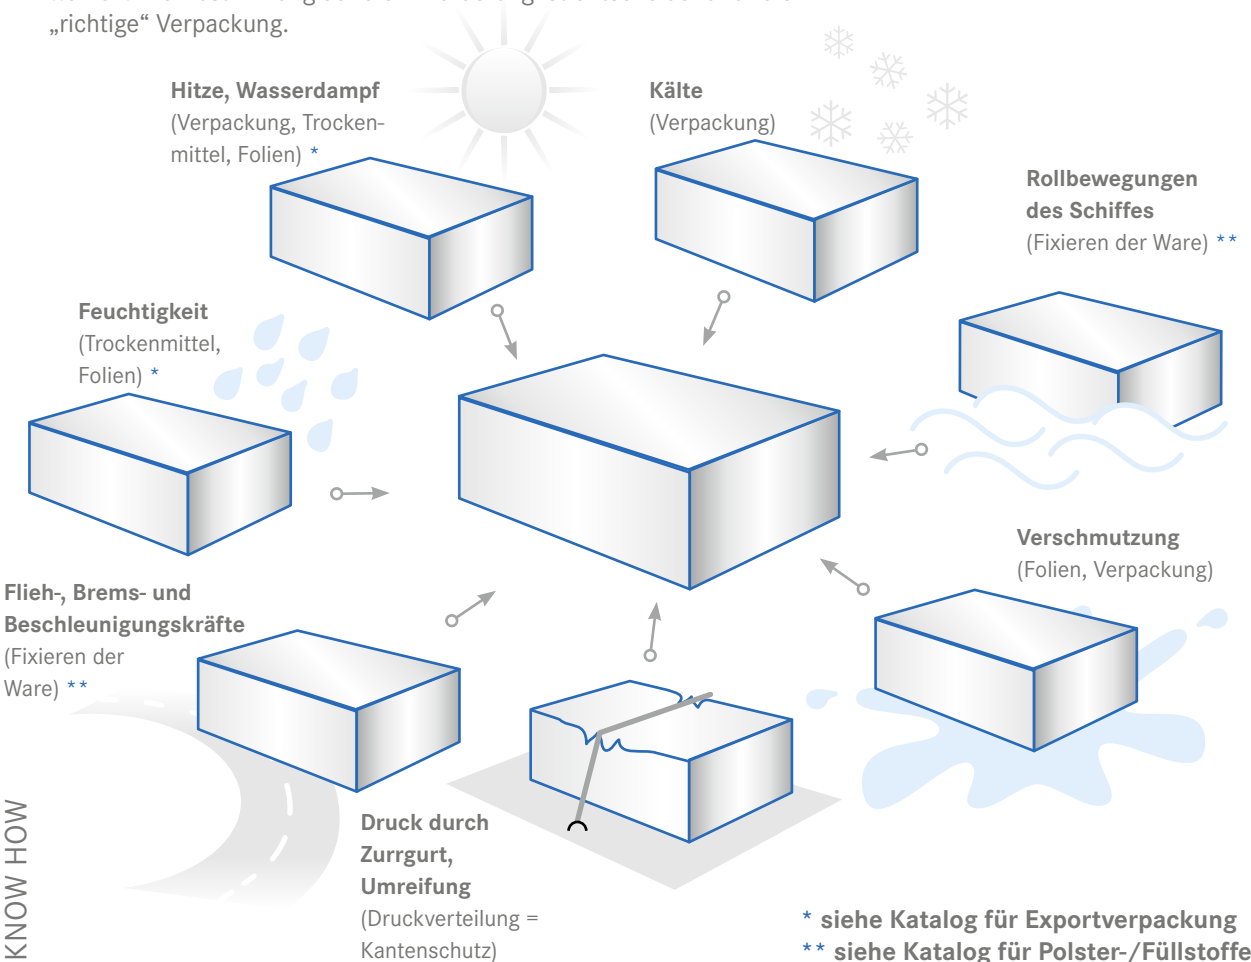 „richtige“ Verpackung.
Hitze, Wasserdampf
(Verpackung, Trocken-
mittel, Folien) *
Kälte
(Verpackung)
Rollbewegungen
des Schiffes
(Fixieren der Ware) **
Feuchtigkeit
(Trockenmittel,
Folien) *
Verschmutzung
(Folien, Verpackung)
Flieh-, Brems- und
Beschleunigungskräfte
(Fixieren der
Ware) **
Druck durch
Zurrgurt,
Umreifung
(Druckverteilung =
Kantenschutz)
KNOW HOW
* siehe Katalog für Exportverpackung
** siehe Katalog für Polster-/Füllstoffe